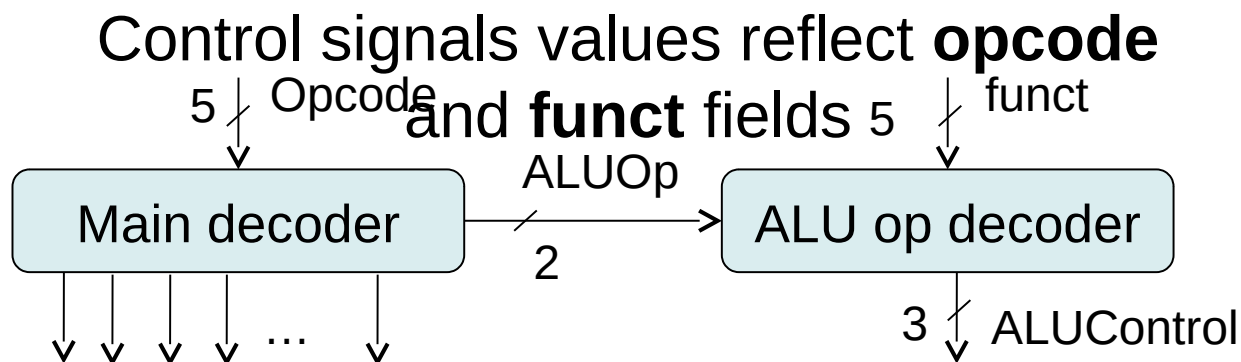 Control signals values reflect opcode
and funct fields
5
Opcode
5
funct
ALUOp
Main decoder
ALU op decoder
2
...
3
ALUControl